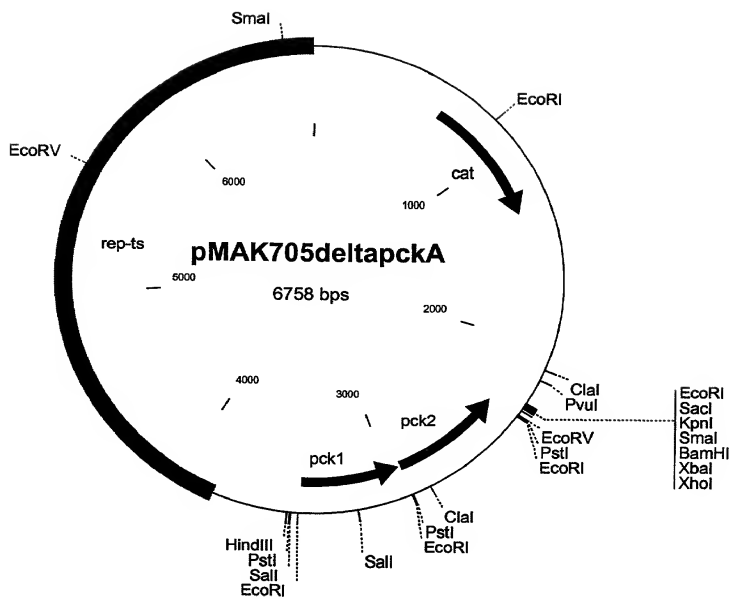 SmaI
EcoRI
EcoRV
6000
cat
1000
rep-ts
pMAK705deltapckA
5000
6758 bps
2000
4000
3000
ClaI
PvuI
EcoRI
SacI
KpnI
SmaI
BamHI
XbaI
XhoI
pck2
EcoRV
PstI
EcoRI
pck1
ClaI
PstI
EcoRI
HindIII
PstI
SalI
EcoRI
SalI